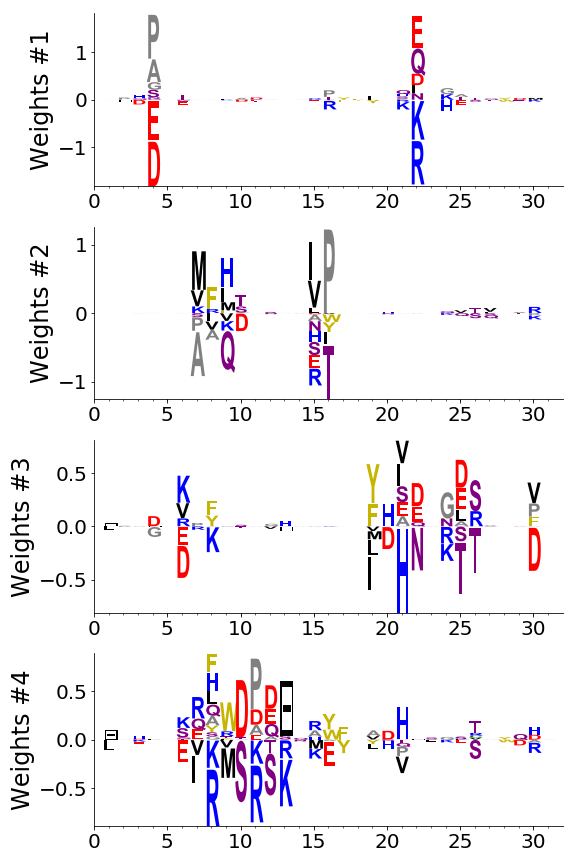 Weights #1
1
0
−1
P
A
G
E
D
E
Q
D
N
K
R
P
R
K
G
K
H
0 5 10 15 20 25 30
Weights #2
1
0
−1
M
V
K
S
P
A
F
R
I
V
A
H
L
M
V
K
Q
T
S
D
I
V
L
A
N
H
S
E
R
P
W
Y
I
T
R
K
0 5 10 15 20 25 30
Weights #3
0.5
0.0
−0.5
D
G
K
V
R
E
D
F
Y
K
H
Y
F
V
M
L
I
H
D
V
I
S
E
A
H
D
E
N
G
N
R
K
D
E
L
A
S
T
S
R
T
V
P
F
D
0 5 10 15 20 25 30
Weights #4
0.5
0.0
−0.5
K
S
E
R
Q
E
V
I
F
H
L
Q
A
Y
S
K
R
W
R
V
M
D
S
P
D
A
K
R
D
E
Q
T
S
R
K
R
A
M
K
Y
W
E
F
Y
A
L
D
H
H
P
V
T
S
H
D
R
0 5 10 15 20 25 30